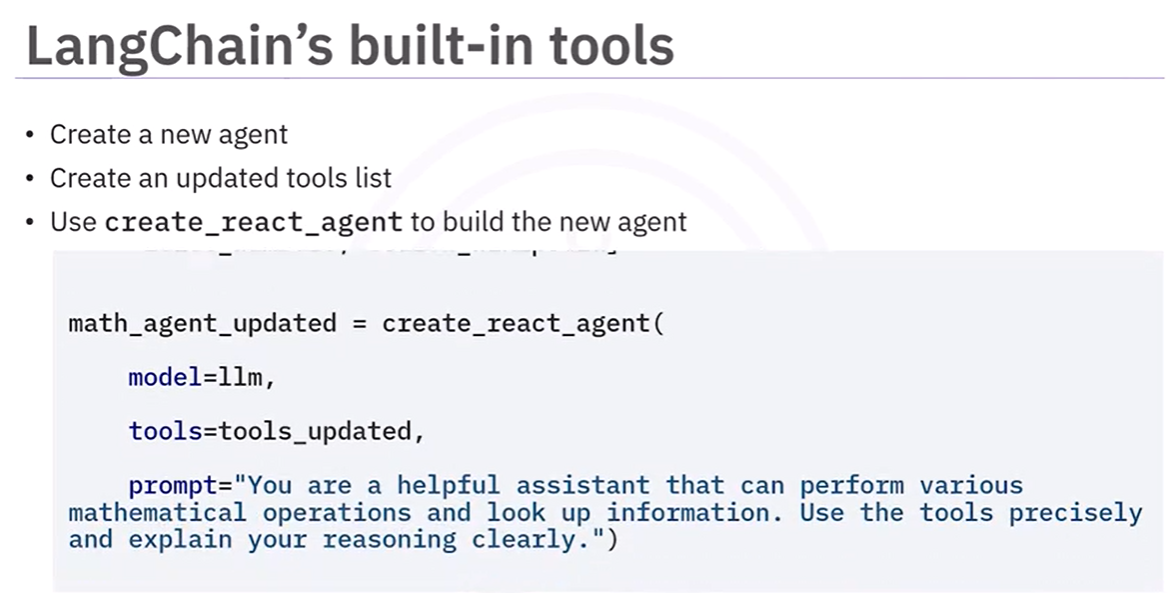 LangChain’s built-in tools
• Create a new agent
• Create an updated tools list
• Use create_react_agent to build the new agent
math_agent_updated = create_react_agent(
model=llm,
tools=tools_updated,
prompt="You are a helpful assistant that can perform various
mathematical operations and look up information. Use the tools precisely
and explain your reasoning clearly.")